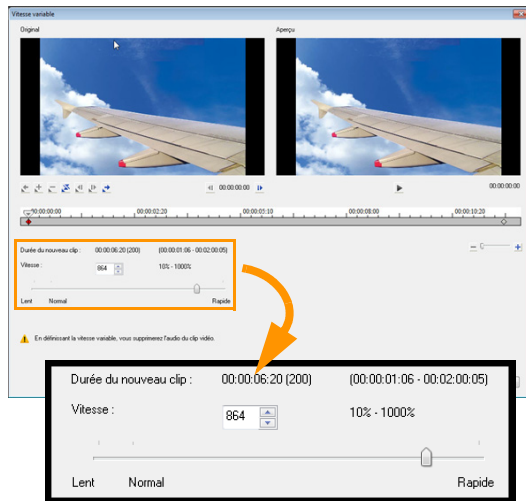 Vitesse variable
Original
Aperçu
00:00:00:00
00:00:00:00
00:00:00:00
00:00:02:20
00:00:05:10
00:00:08:00
00:00:10:20
Durée du nouveau clip :
00:00:06:20 (200)
(00:00:01:06 - 00:02:00:05)
Vitesse :
864
10% - 1000%
Lent
Normal
Rapide
En définissant la vitesse variable, vous supprimerez l'audio du clip vidéo.
Durée du nouveau clip :
00:00:06:20 (200)
(00:00:01:06 - 00:02:00:05)
Vitesse :
864
10% - 1000%
Lent
Normal
Rapide